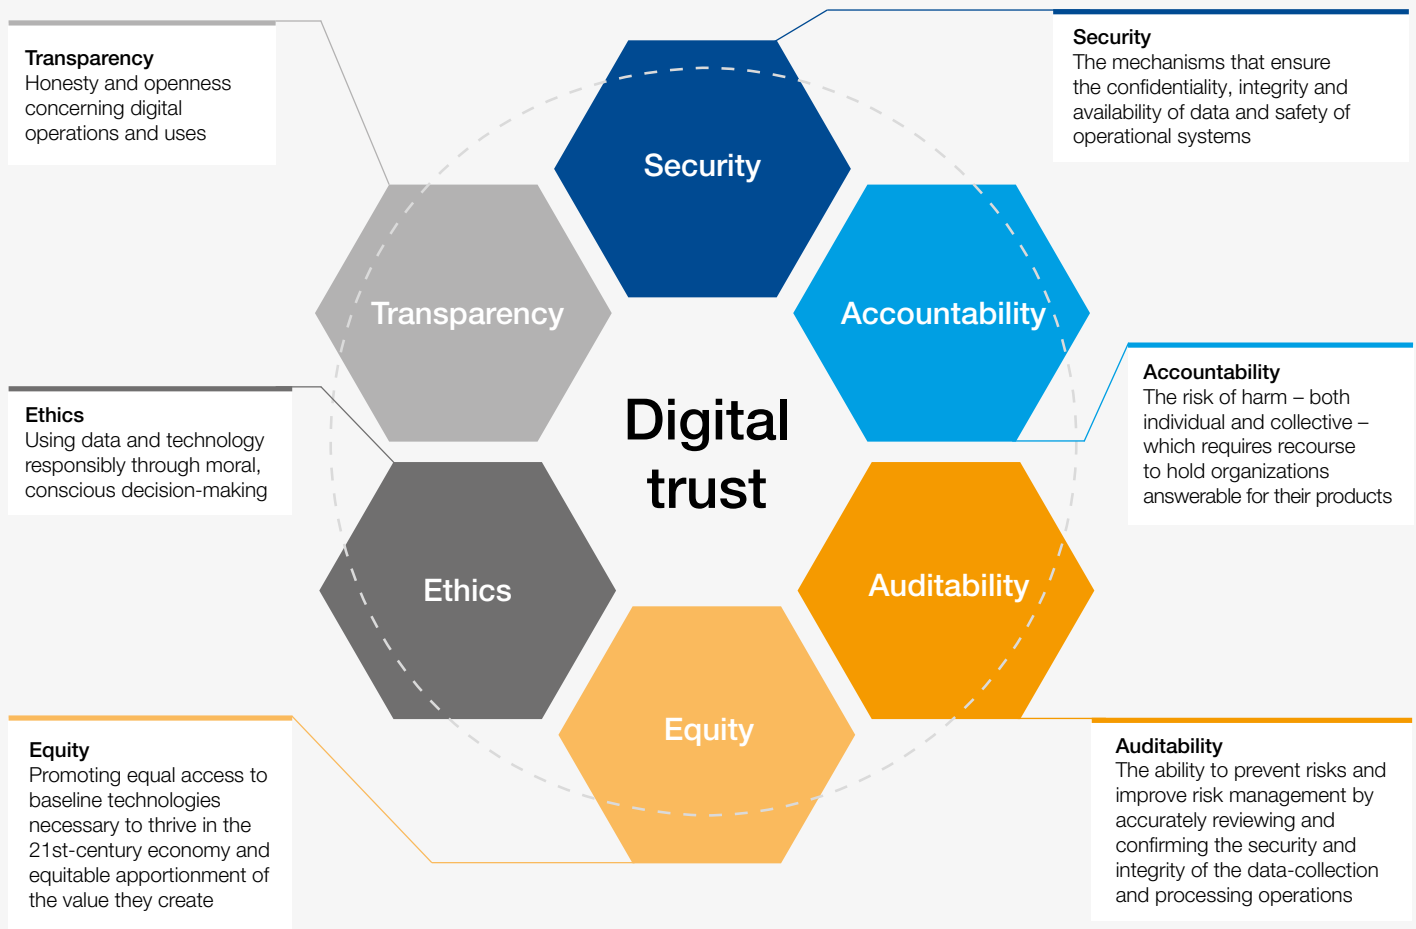 Transparency
Honesty and openness
concerning digital
operations and uses
Security
The mechanisms that ensure
the confidentiality, integrity and
availability of data and safety of
operational systems
Security
Transparency
Accountability
Digital
trust
Ethics
Using data and technology
responsibly through moral,
conscious decision-making
Accountability
The risk of harm – both
individual and collective –
which requires recourse
to hold organizations
answerable for their products
Ethics
Auditability
Equity
Equity
Promoting equal access to
baseline technologies
necessary to thrive in the
21st-century economy and
equitable apportionment of
the value they create
Auditability
The ability to prevent risks and
improve risk management by
accurately reviewing and
confirming the security and
integrity of the data-collection
and processing operations